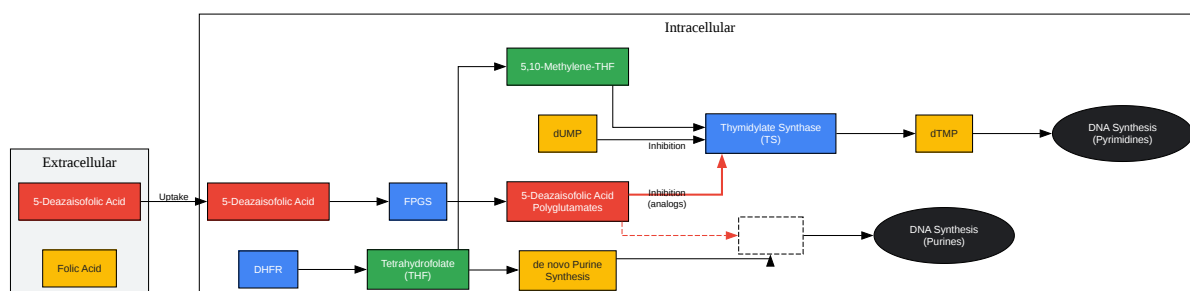 Intracellular
5,10-Methylene-THF
dUMP
Inhibition
Thymidylate Synthase
(TS)
dTMP
DNA Synthesis
(Pyrimidines)
Extracellular
5-Deazaisofolic Acid
Uptake
5-Deazaisofolic Acid
FPGS
5-Deazaisofolic Acid
Polyglutamates
Inhibition
(analogs)
DNA Synthesis
(Purines)
Folic Acid
DHFR
Tetrahydrofolate
(THF)
de novo Purine
Synthesis